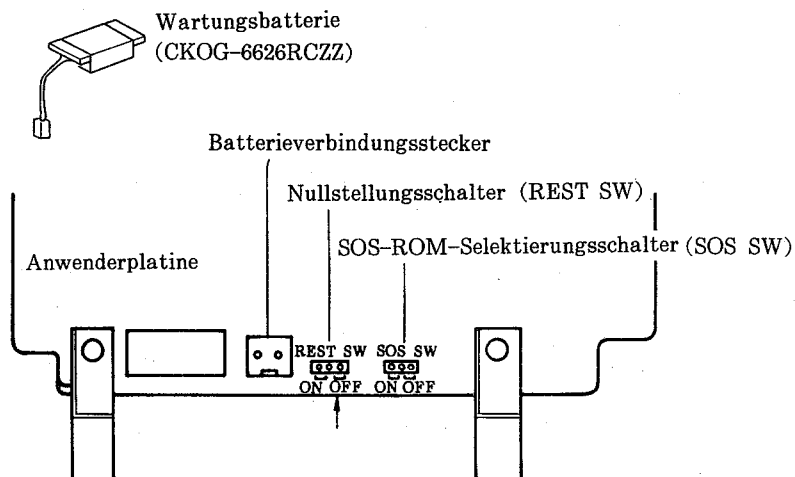 Wartungsbatterie
(CKOG-6626RCZZ)
Batterieverbindungsstecker
Nullstellungsschalter (REST SW)
SOS-ROM-Selektierungsschalter (SOS SW)
Anwenderplatine
REST SW SOS SW
ON OFF ON OFF